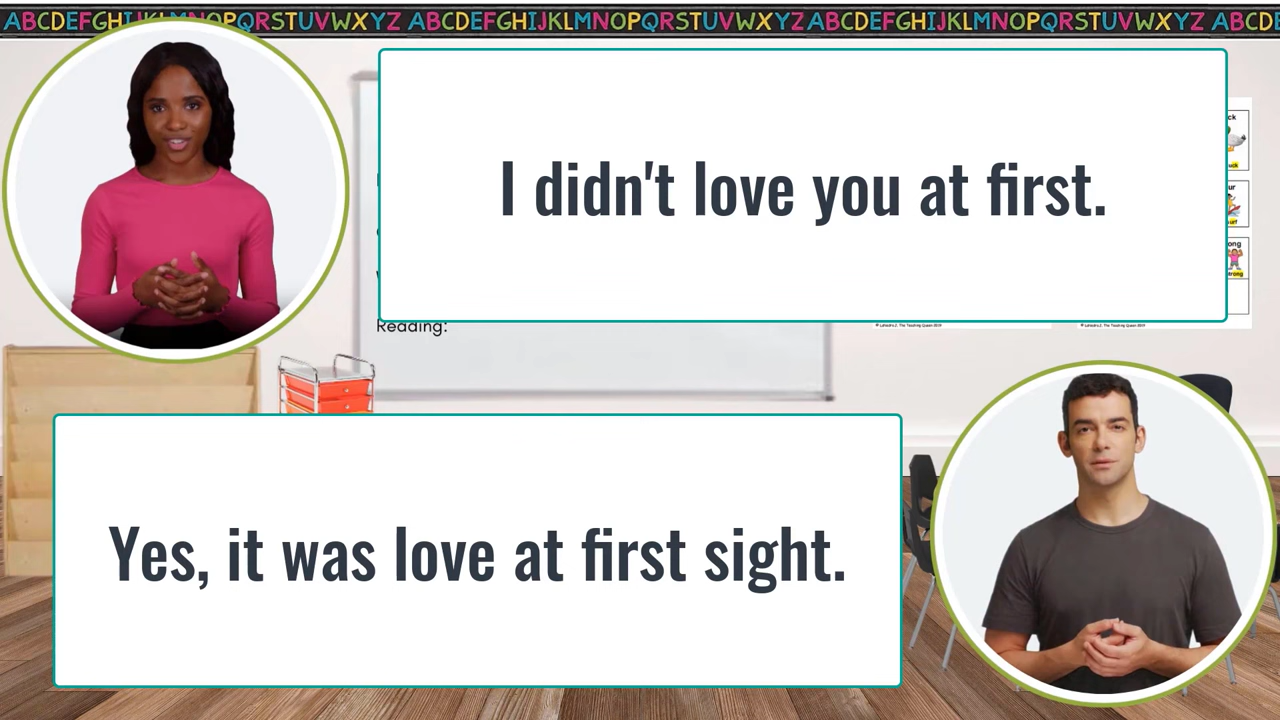 ABCDEFGHIJKLMNOPQRSTUVWXYZ ABCDEFGHIJKLMNOPQRSTUVWXYZ ABCDEFGHIJKLMNOPQRSTUVWXYZ ABCD
I didn't love you at first.
Reading:
Yes, it was love at first sight.